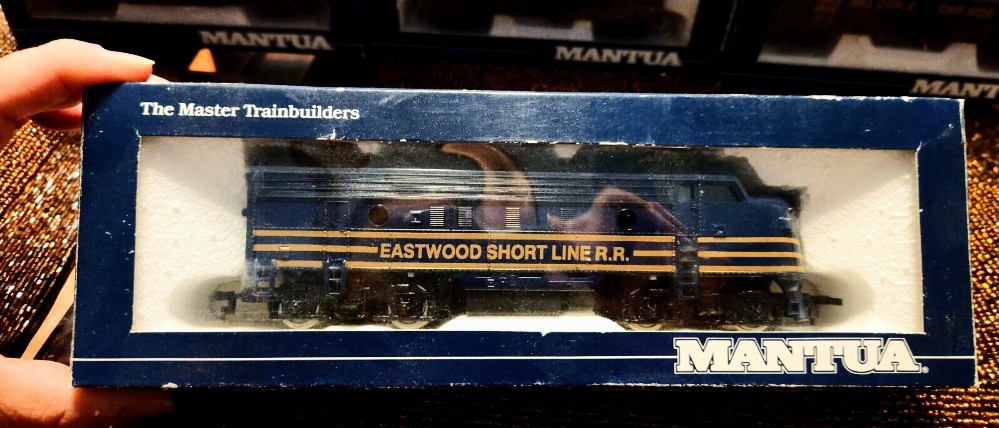 MANTUA
MANTUA
MANTUA
The Master Trainbuilders
EASTWOOD SHORT LINE R.R.
MANTUA.